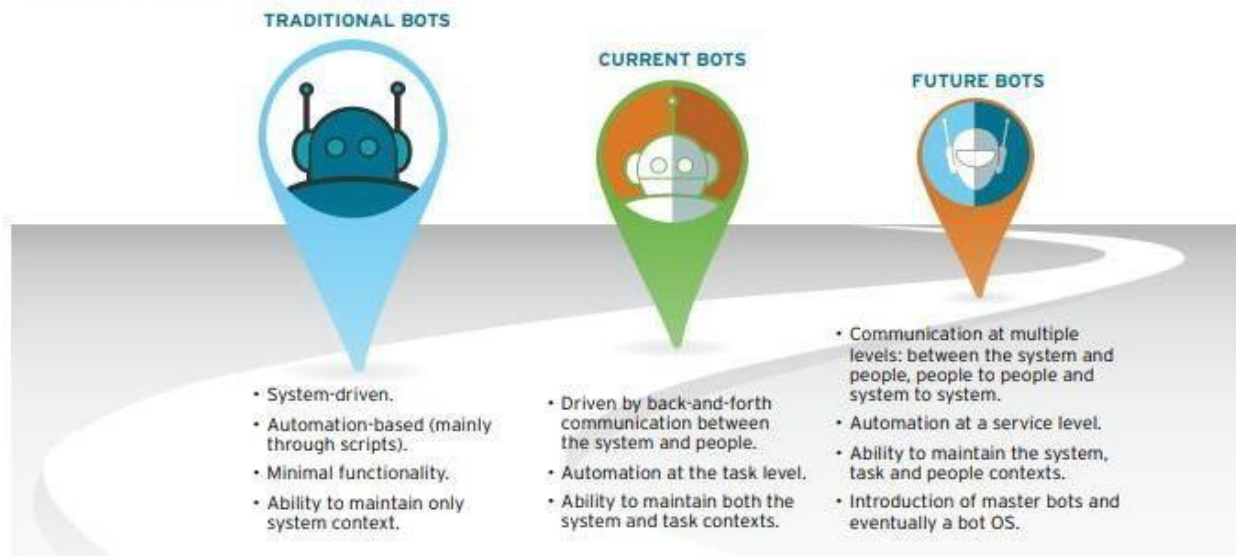 TRADITIONAL BOTS
• System-driven.
• Automation-based (mainly
through scripts).
• Minimal functionality.
• Ability to maintain only
system context.
CURRENT BOTS
• Driven by back-and-forth
communication between
the system and people.
• Automation at the task level.
• Ability to maintain both the
system and task contexts.
FUTURE BOTS
• Communication at multiple
levels: between the system and
people, people to people and
system to system.
• Automation at a service level.
• Ability to maintain the system,
task and people contexts.
• Introduction of master bots and
eventually a bot OS.